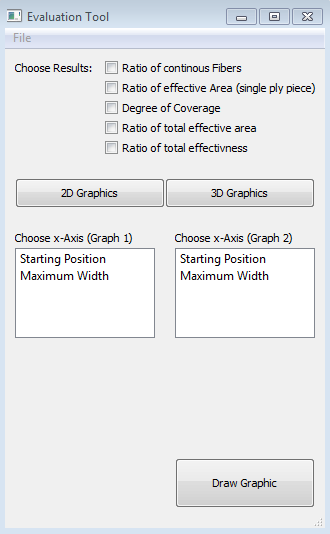 Evaluation Tool
File
Choose Results:
Ratio of continous Fibers
Ratio of effective Area (single ply piece)
Degree of Coverage
Ratio of total effective area
Ratio of total effectivness
2D Graphics
3D Graphics
Choose x-Axis (Graph 1)
Choose x-Axis (Graph 2)
Starting Position
Maximum Width
Starting Position
Maximum Width
Draw Graphic